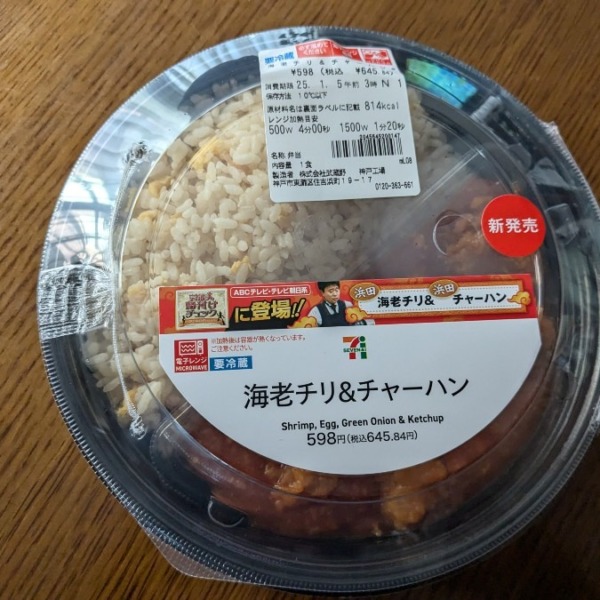 要冷蔵
海老チリ&チャ
¥598 (税込 ¥645.84)
消費期限 25. 1. 5午前 3時 N 1
保存方法 10℃以下
原材料名は裏面ラベルに記載 814kcal
レンジ加熱目安
500W 4分00秒 1500W 1分20秒
名称 弁当
内容量 1食
製造者 株式会社武蔵野 神戸工場
神戸市東灘区住吉浜町19-17
0120-363-661
新発売
ABCテレビ・テレビ朝日系
に登場!!
浜田 海老チリ& 浜田 チャーハン
電子レンジ
MICROWAVE
※加熱後は容器が熱くなっています。
ご注意ください。
要冷蔵
7
SEVEN ELEVEN
海老チリ&チャーハン
Shrimp, Egg, Green Onion & Ketchup
598円(税込645.84円)